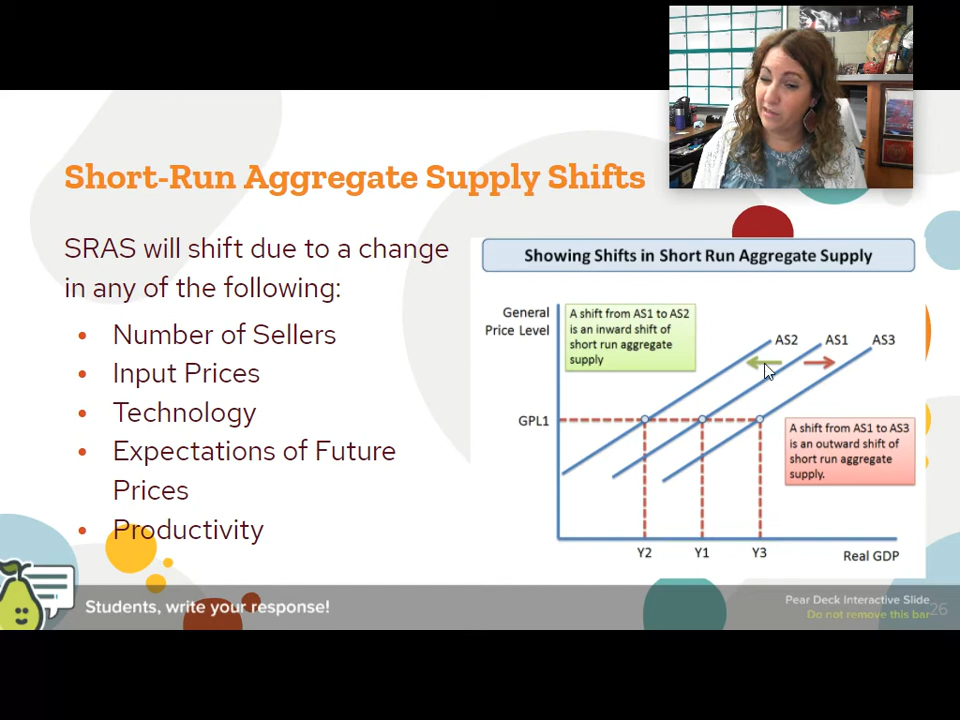 Short-Run Aggregate Supply Shifts
SRAS will shift due to a change
in any of the following:
• Number of Sellers
• Input Prices
• Technology
• Expectations of Future
Prices
• Productivity
Showing Shifts in Short Run Aggregate Supply
General
Price Level
A shift from AS1 to AS2
is an inward shift of
short run aggregate
supply
AS2
AS1
AS3
GPL1
A shift from AS1 to AS3
is an outward shift of
short run aggregate
supply.
Y2
Y1
Y3
Real GDP
Students, write your response!
Pear Deck Interactive Slide
Do not remove this bar
26